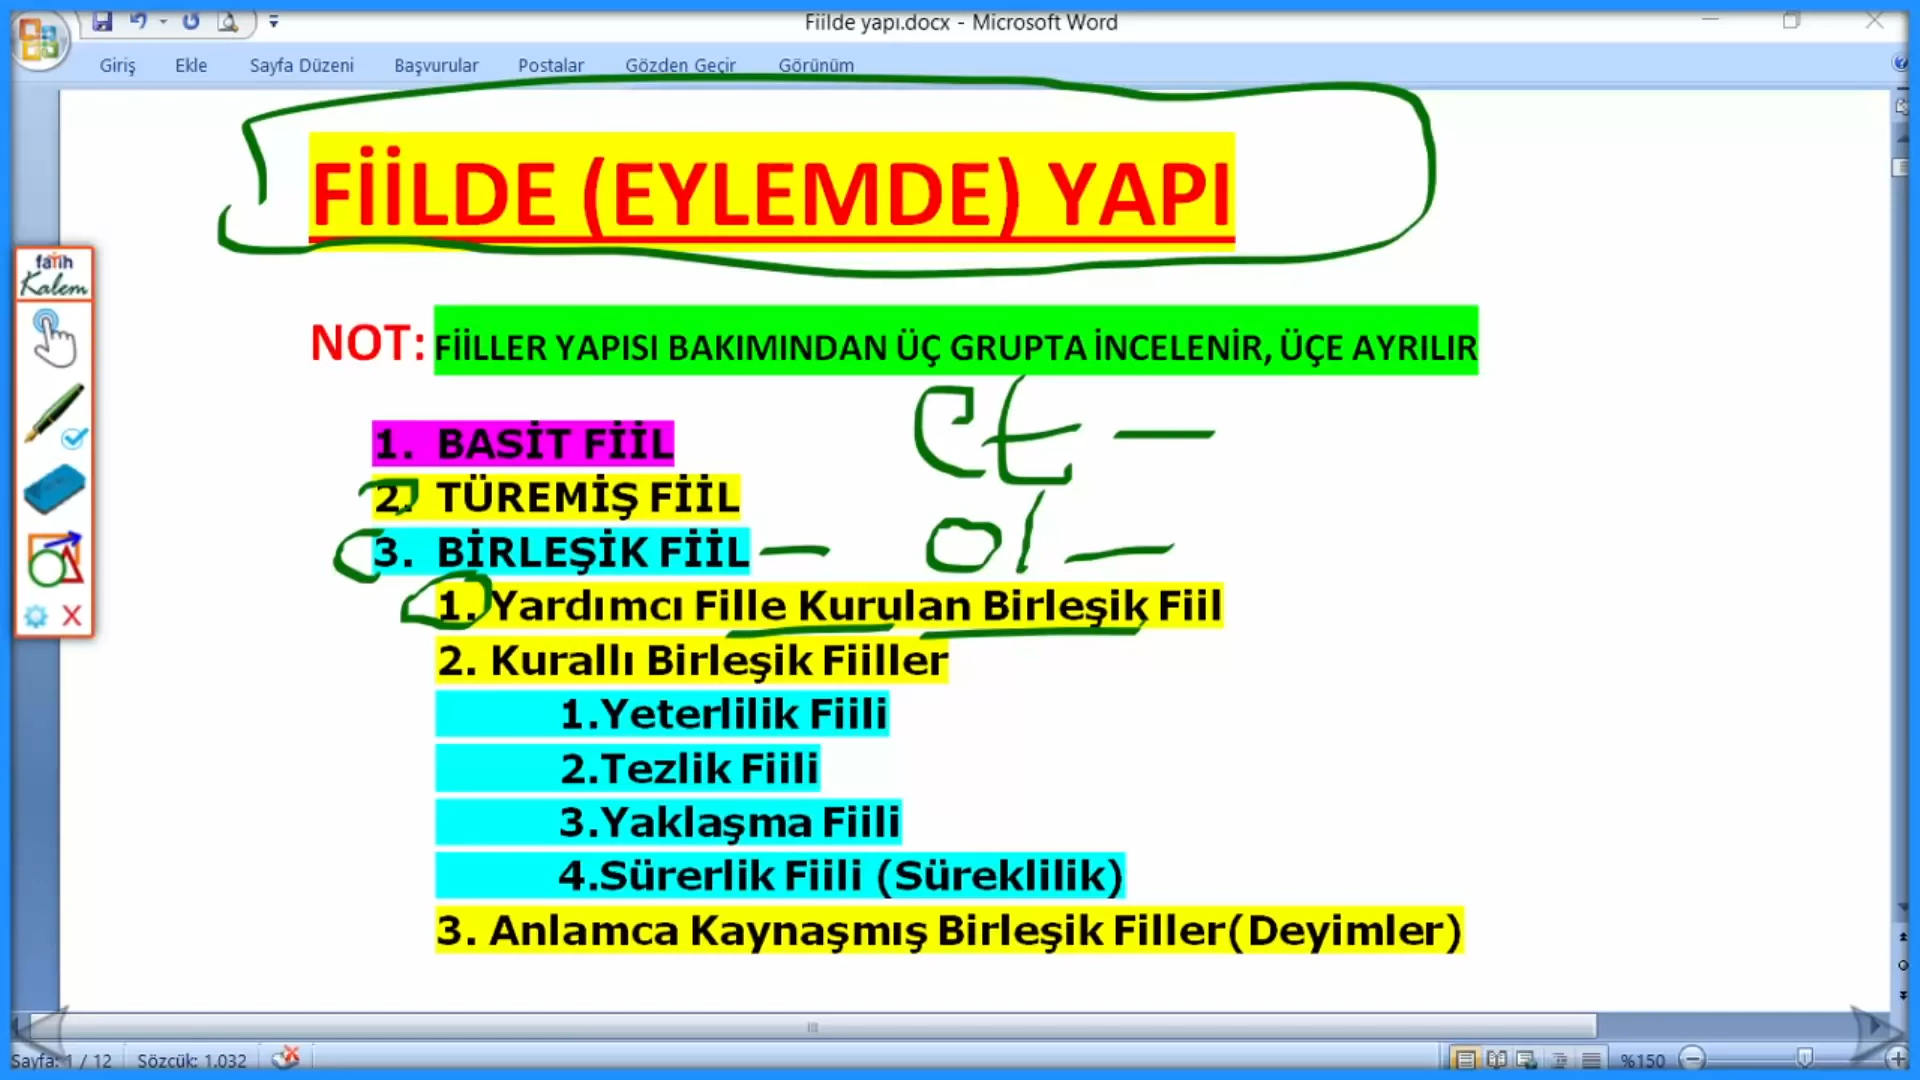 Fiilde yapı.docx - Microsoft Word
Giriş Ekle Sayfa Düzeni Başvurular Postalar Gözden Geçir Görünüm
FİİLDE (EYLEMDE) YAPI
fatih
Kalem
NOT: FİİLLER YAPISI BAKIMINDAN ÜÇ GRUPTA İNCELENİR, ÜÇE AYRILIR
et —
1. BASİT FİİL
2. TÜREMİŞ FİİL
3. BİRLEŞİK FİİL — ol —
1. Yardımcı Fille Kurulan Birleşik Fiil
2. Kurallı Birleşik Fiiller
1.Yeterlilik Fiili
2.Tezlik Fiili
3.Yaklaşma Fiili
4.Sürerlik Fiili (Süreklilik)
3. Anlamca Kaynaşmış Birleşik Filler(Deyimler)
Sayfa: 1 / 12 Sözcük: 1.032 %150